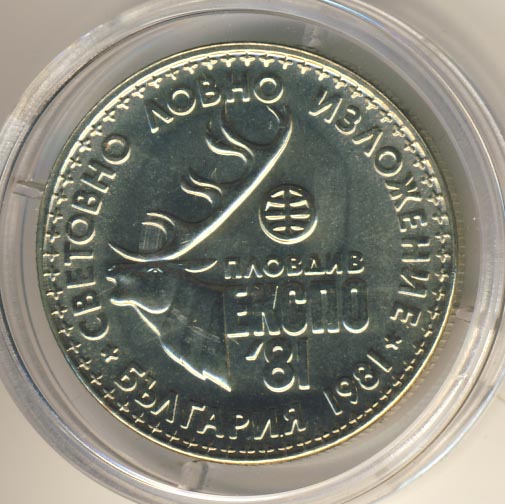 СВЕТОВНО ЛОВНО ИЗЛОЖЕНИЕ
ПЛОВДИВ
ЕКСПО
'81
* БЪЛГАРИЯ 1981 *